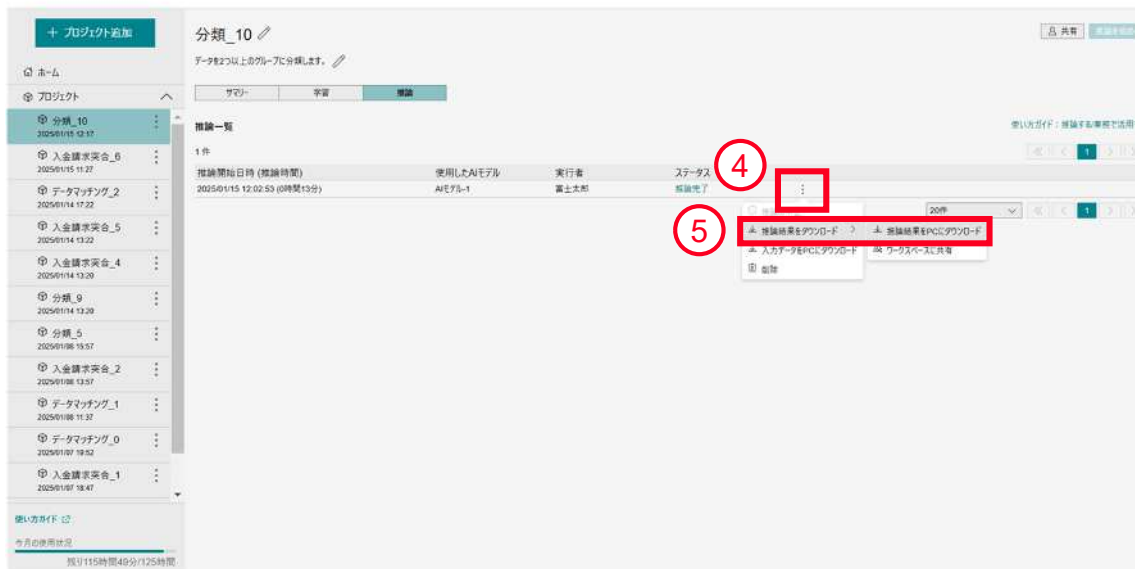 ＋ プロジェクト追加
ホーム
プロジェクト
分類_10
2025/01/15 12:17
入金請求突合_6
2025/01/15 11:27
データマッチング_2
2025/01/14 17:22
入金請求突合_5
2025/01/14 13:22
入金請求突合_4
2025/01/14 13:20
分類_9
2025/01/14 13:20
分類_5
2025/01/08 15:57
入金請求突合_2
2025/01/08 13:57
データマッチング_1
2025/01/08 11:37
データマッチング_0
2025/01/07 19:52
入金請求突合_1
2025/01/07 18:47
使い方ガイド
今月の使用状況
残り115時間49分/125時間
分類_10
共有
データを2つ以上のグループに分類します。
サマリー 学習 推論
推論一覧
使い方ガイド：推論する/業務で活用
1件
1
推論開始日時 (推論時間) 使用したAIモデル 実行者 ステータス
2025/01/15 12:02:53 (0時間13分) AIモデル-1 富士太郎 推論完了
④
20件
1
⑤
推論結果をダウンロード
推論結果をPCにダウンロード
入力データをPCにダウンロード
ワークスペースに共有
削除